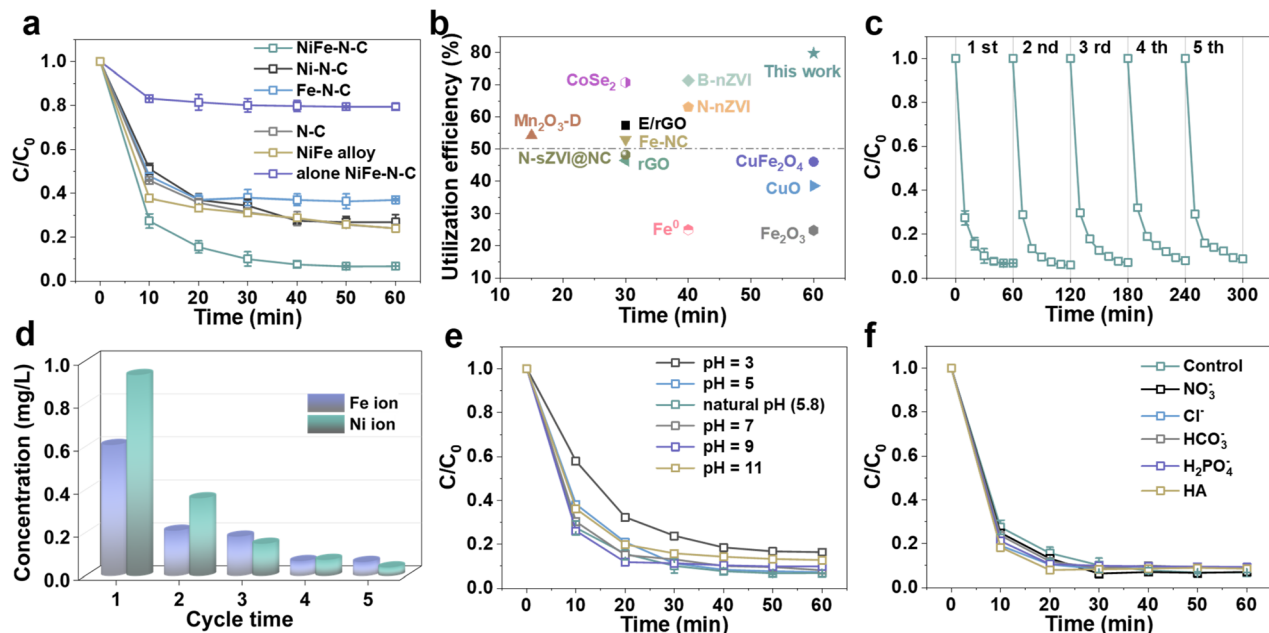 a
C/C₀
1.0
0.8
0.6
0.4
0.2
0.0
NiFe-N-C
Ni-N-C
Fe-N-C
N-C
NiFe alloy
alone NiFe-N-C
0 10 20 30 40 50 60
Time (min)
b
Utilization efficiency (%)
80
70
60
50
40
30
20
10
This work
CoSe₂
B-nZVI
N-nZVI
Mn₂O₃-D
E/rGO
Fe-NC
N-sZVI@NC
rGO
CuFe₂O₄
CuO
Fe⁰
Fe₂O₃
10 20 30 40 50 60
Time (min)
c
C/C₀
1.0
0.8
0.6
0.4
0.2
0.0
1 st 2 nd 3 rd 4 th 5 th
0 60 120 180 240 300
Time (min)
d
Concentration (mg/L)
1.0
0.8
0.6
0.4
0.2
0.0
Fe ion
Ni ion
1 2 3 4 5
Cycle time
e
C/C₀
1.0
0.8
0.6
0.4
0.2
0.0
pH = 3
pH = 5
natural pH (5.8)
pH = 7
pH = 9
pH = 11
0 10 20 30 40 50 60
Time (min)
f
C/C₀
1.0
0.8
0.6
0.4
0.2
0.0
Control
NO₃⁻
Cl⁻
HCO₃⁻
H₂PO₄⁻
HA
0 10 20 30 40 50 60
Time (min)